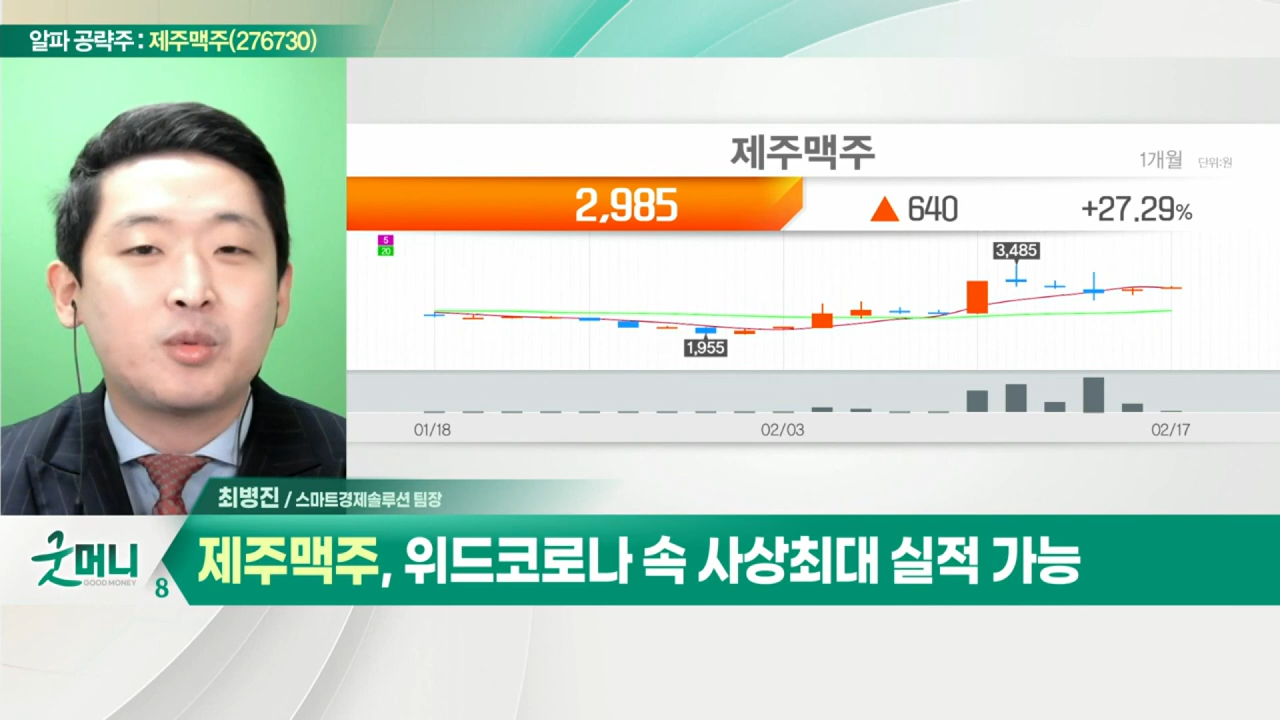 알파 공략주 : 제주맥주(276730)
제주맥주
1개월 단위:원
2,985 ▲ 640 +27.29%
5
20
3,485
1,955
01/18 02/03 02/17
최병진 / 스마트경제솔루션 팀장
굿머니
GOOD MONEY
8
제주맥주, 위드코로나 속 사상최대 실적 가능